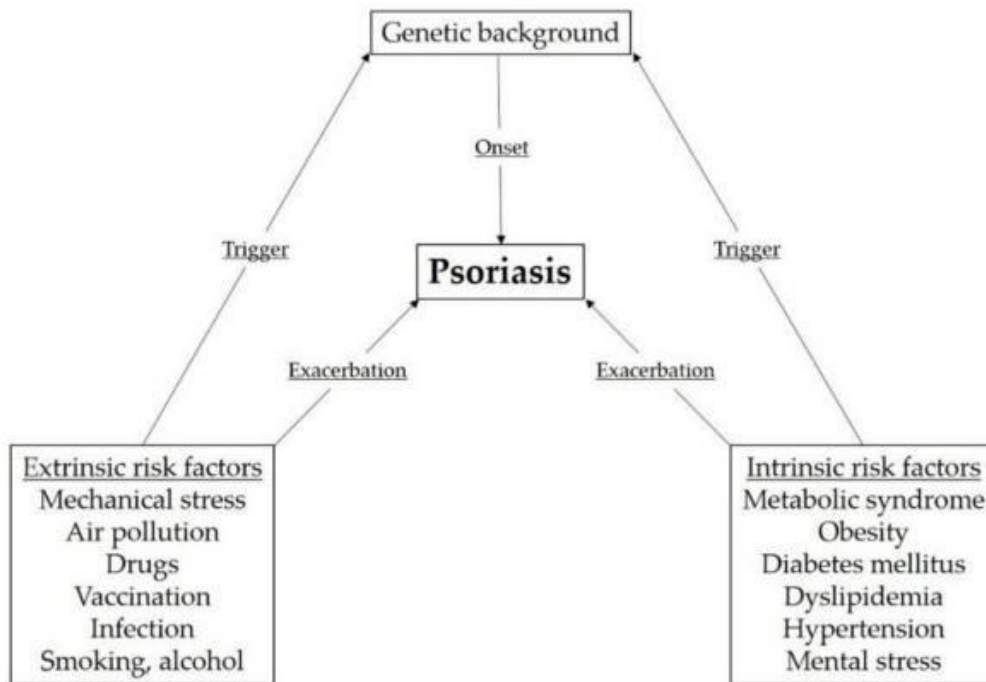 Genetic background
Onset
Trigger
Trigger
Psoriasis
Exacerbation
Exacerbation
Extrinsic risk factors
Mechanical stress
Air pollution
Drugs
Vaccination
Infection
Smoking, alcohol
Intrinsic risk factors
Metabolic syndrome
Obesity
Diabetes mellitus
Dyslipidemia
Hypertension
Mental stress